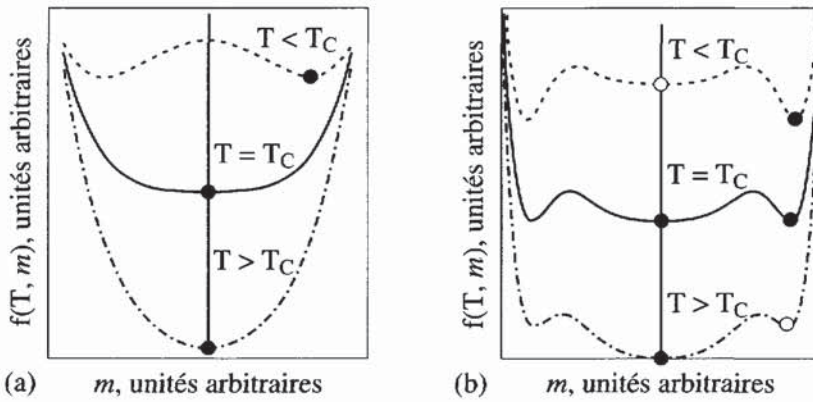 f(T, m), unités arbitraires
T < T_C
T = T_C
T > T_C
(a) m, unités arbitraires
f(T, m), unités arbitraires
T < T_C
T = T_C
T > T_C
(b) m, unités arbitraires